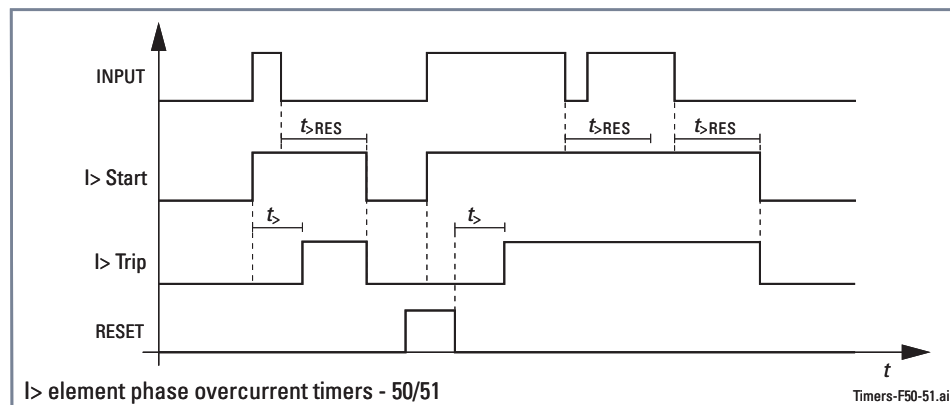 INPUT
t>RES t>RES t>RES
I> Start
t> t>
I> Trip
RESET
t
I> element phase overcurrent timers - 50/51
Timers-F50-51.ai